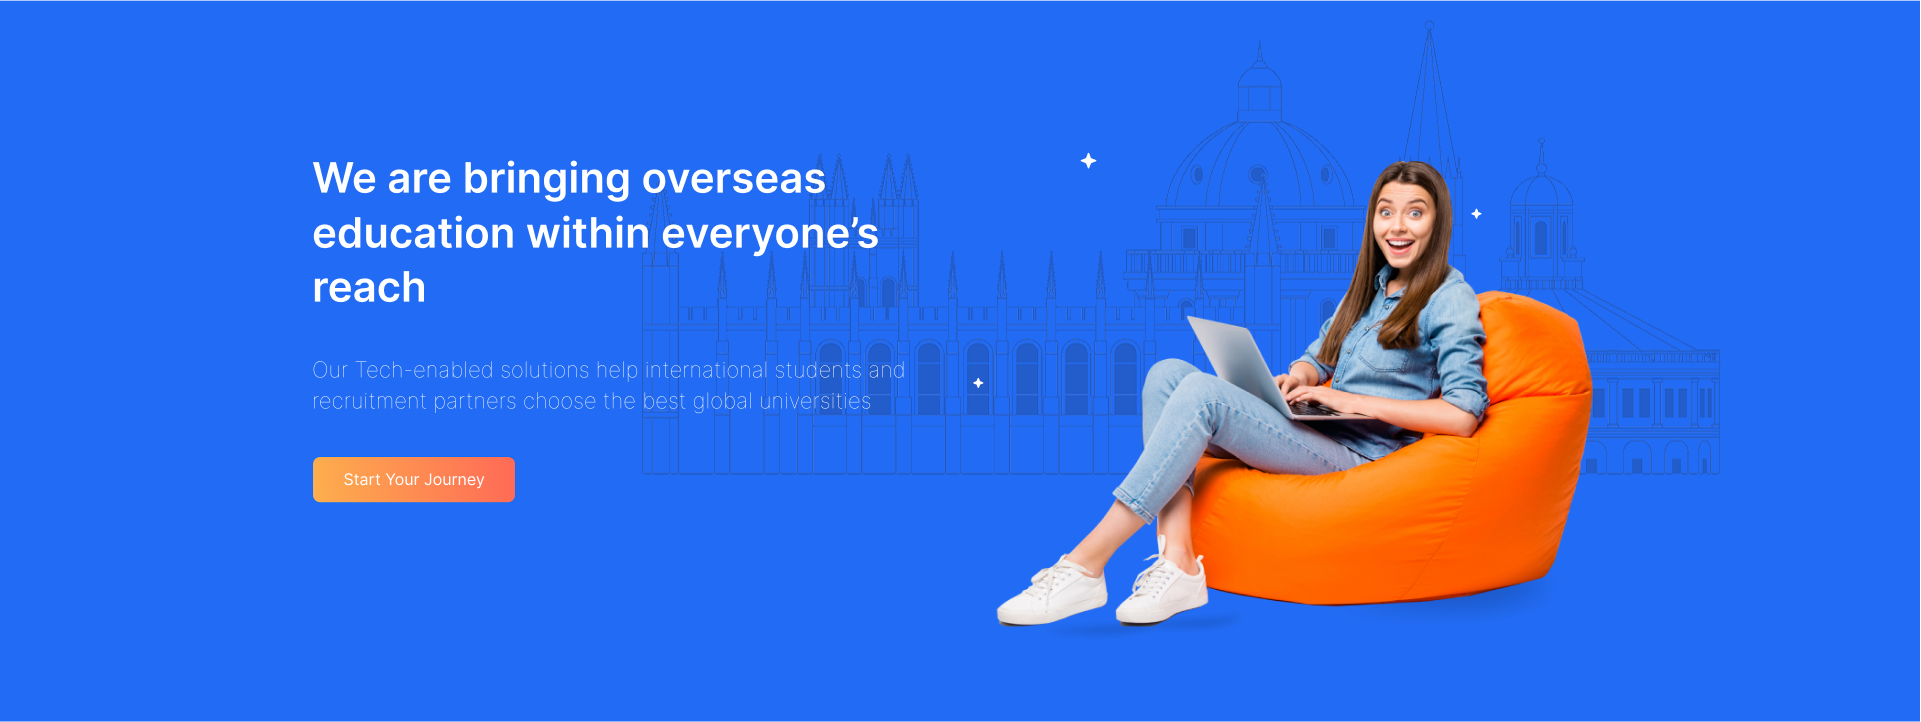 We are bringing overseas
education within everyone’s
reach
Our Tech-enabled solutions help international students and
recruitment partners choose the best global universities
Start Your Journey